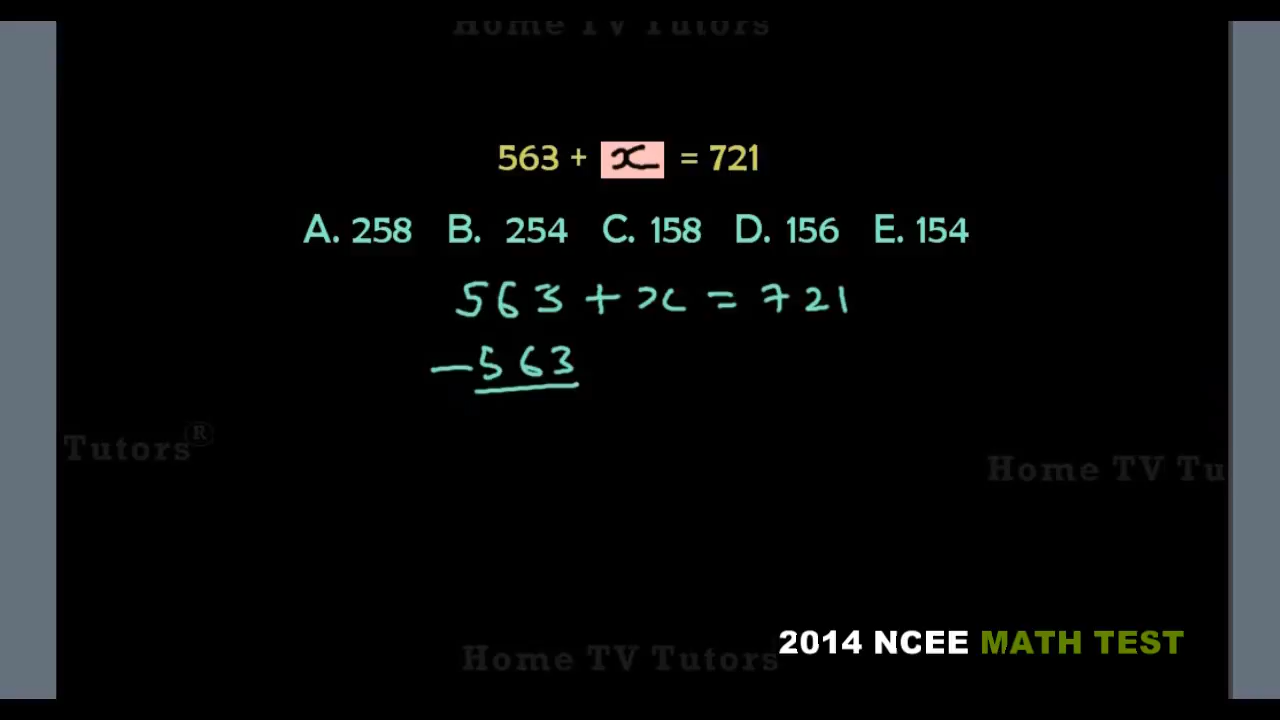 Home TV Tutors
563 + x = 721
A. 258 B. 254 C. 158 D. 156 E. 154
563 + x = 721
- 563
Tutors®
Home TV Tu
2014 NCEE MATH TEST
Home TV Tutors